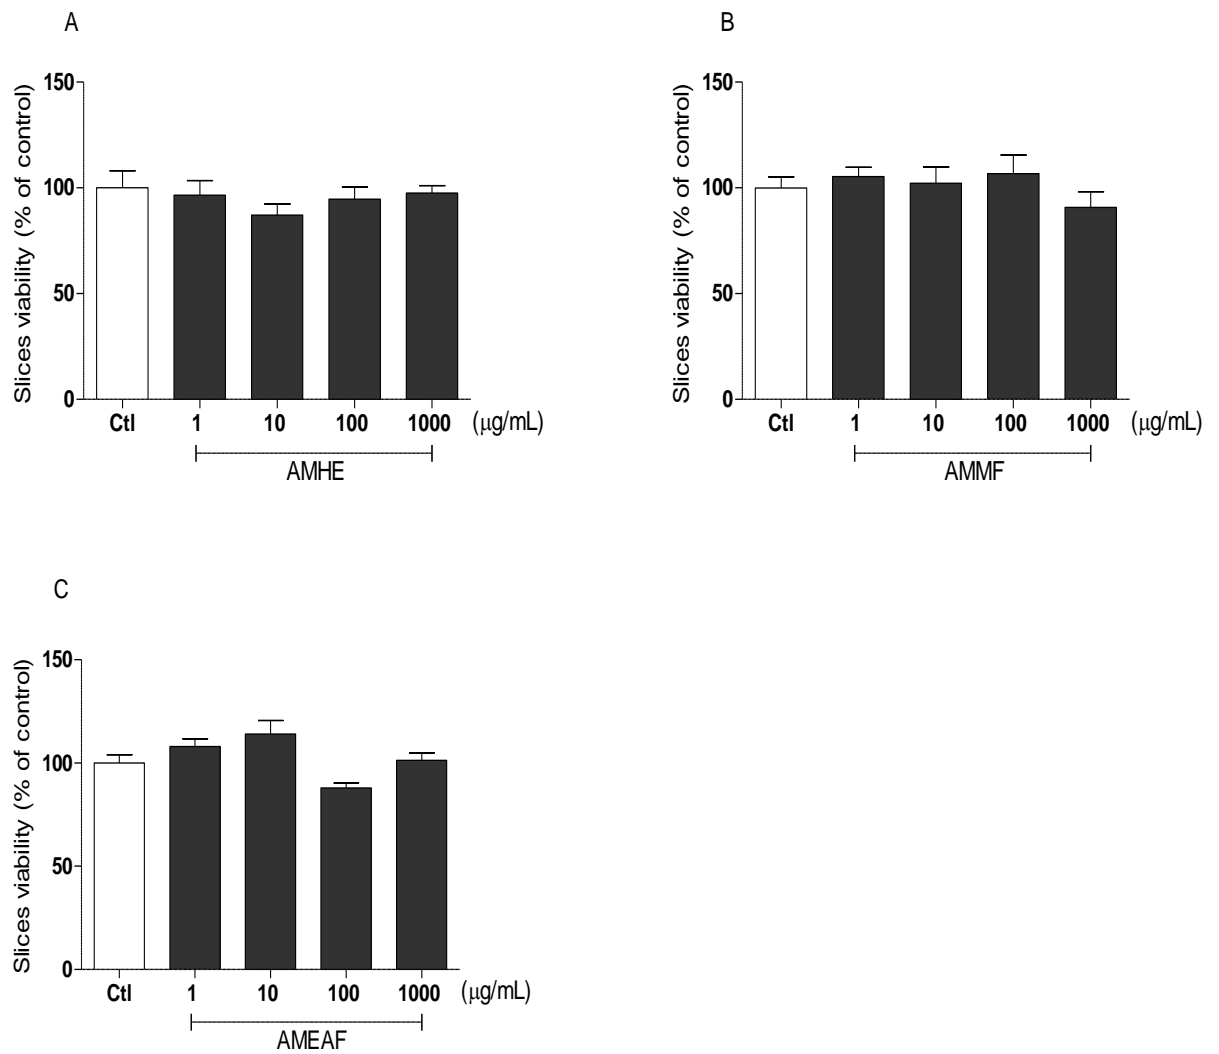 A
Slices viability (% of control)
150
100
50
0
Ctl 1 10 100 1000 (μg/mL)
AMHE
B
Slices viability (% of control)
150
100
50
0
Ctl 1 10 100 1000 (μg/mL)
AMMF
C
Slices viability (% of control)
150
100
50
0
Ctl 1 10 100 1000 (μg/mL)
AMEAF